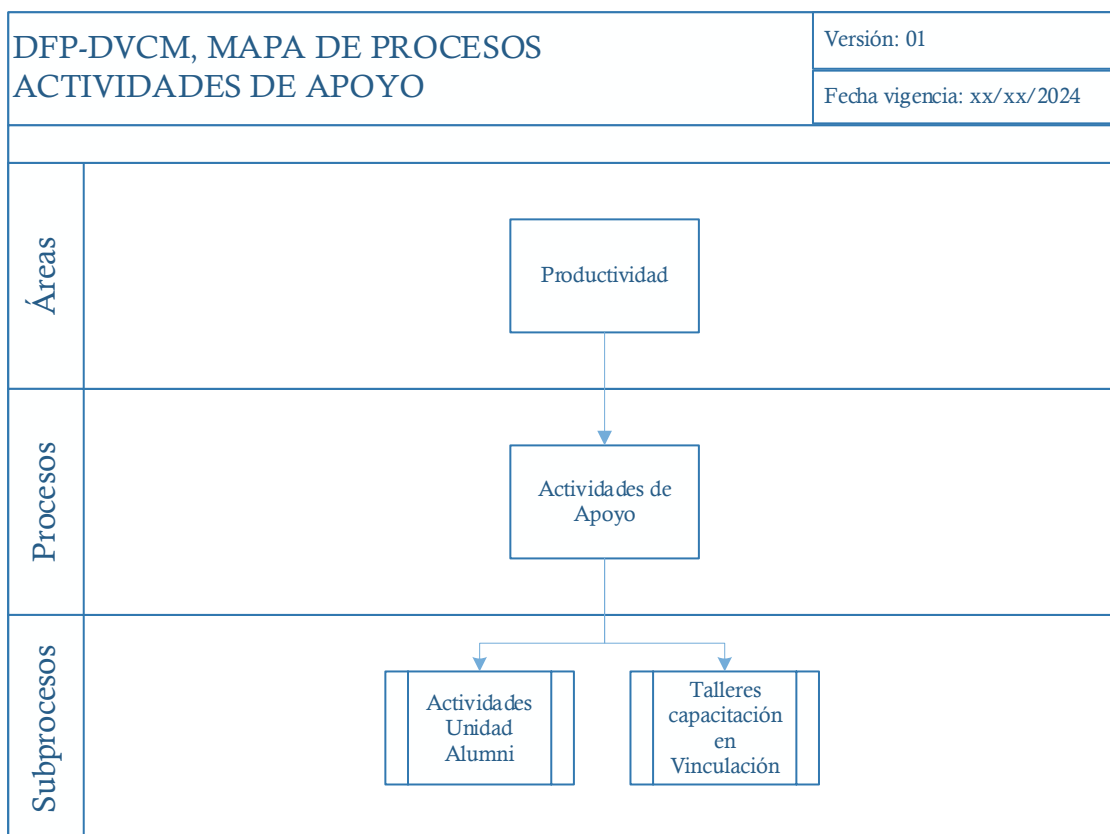 DFP-DVCM, MAPA DE PROCESOS
ACTIVIDADES DE APOYO
Versión: 01
Fecha vigencia: xx/xx/2024
Áreas
Productividad
Procesos
Actividades de
Apoyo
Subprocesos
Actividades
Unidad
Alumni
Talleres
capacitación
en
Vinculación